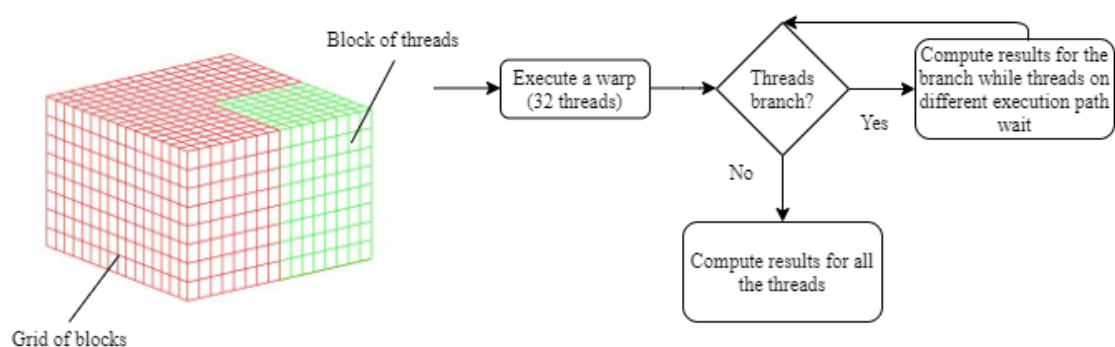 Block of threads
Grid of blocks
Execute a warp
(32 threads)
Threads
branch?
Yes
No
Compute results for the
branch while threads on
different execution path
wait
Compute results for all
the threads